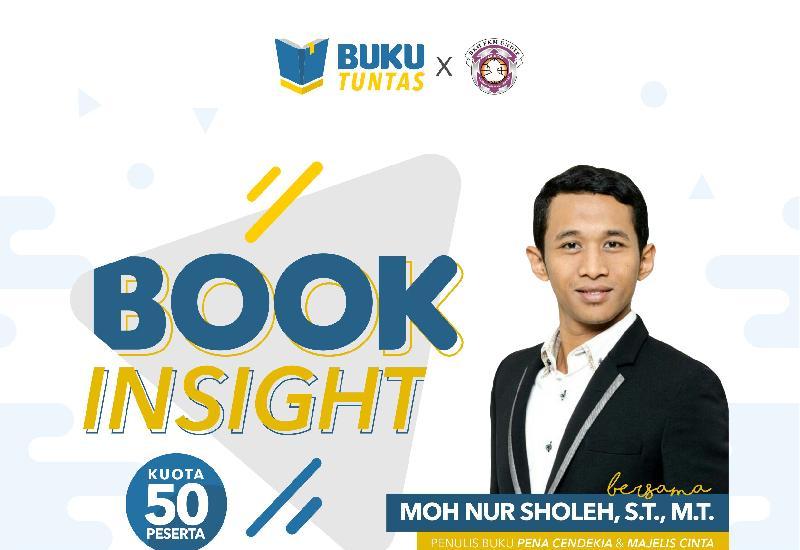 BUKU
TUNTAS
X
BOOK
INSIGHT
KUOTA
50
PESERTA
bersama
MOH NUR SHOLEH, S.T., M.T.
PENULIS BUKU PENA CENDEKIA & MAJELIS CINTA